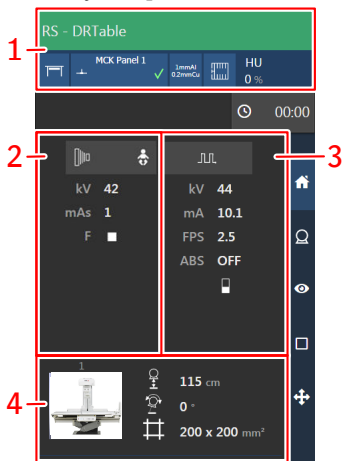 RS - DRTable
1
MCK Panel 1
1mmAl
0.2mmCu
HU
0 %
00:00
2
3
kV 42
mAs 1
F
kV 44
mA 10.1
FPS 2.5
ABS OFF
1
4
115 cm
0 °
200 x 200 mm²